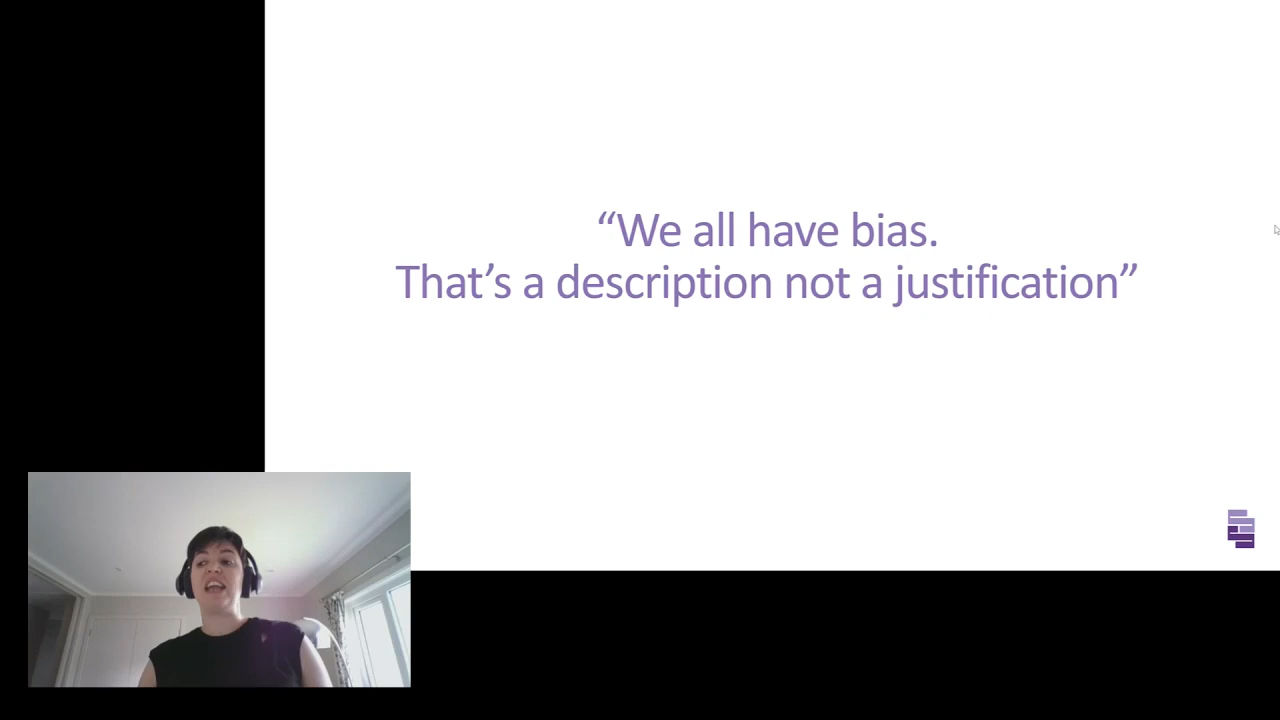 “We all have bias.
That’s a description not a justification”